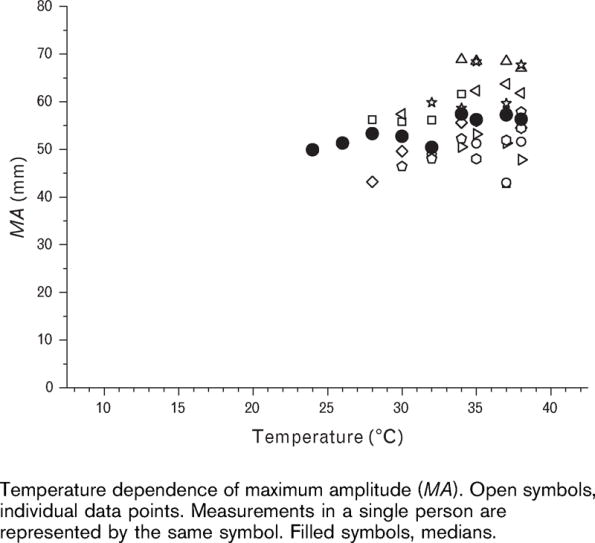 80
70
60
50
40
30
20
10
0
MA (mm)
10 15 20 25 30 35 40
Temperature (°C)
Temperature dependence of maximum amplitude (MA). Open symbols,
individual data points. Measurements in a single person are
represented by the same symbol. Filled symbols, medians.